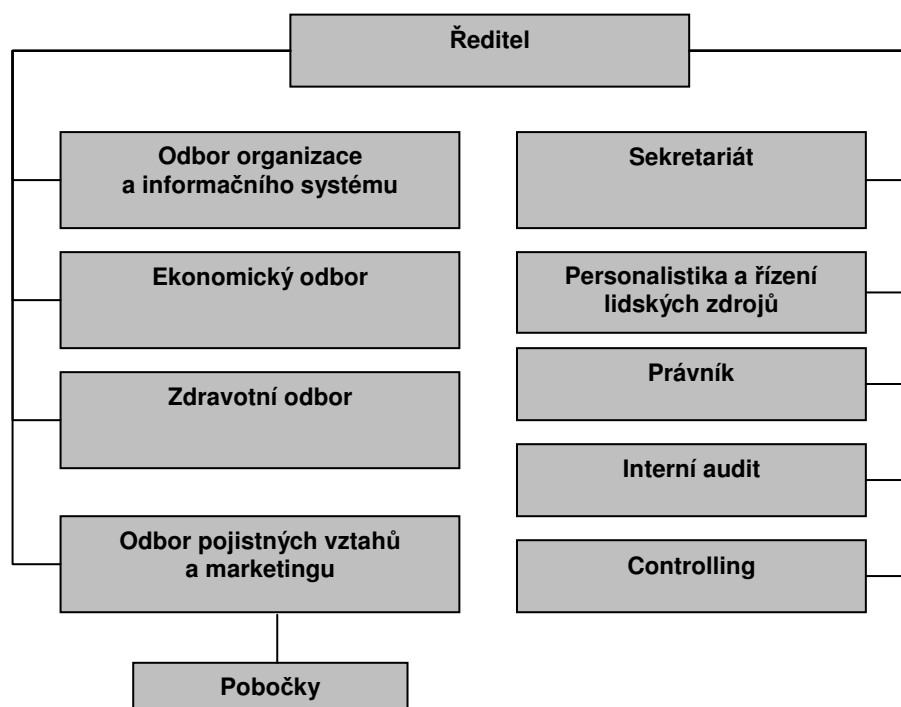 Ředitel
Odbor organizace
a informačního systému
Sekretariát
Ekonomický odbor
Personalistika a řízení
lidských zdrojů
Zdravotní odbor
Právník
Interní audit
Odbor pojistných vztahů
a marketingu
Controlling
Pobočky